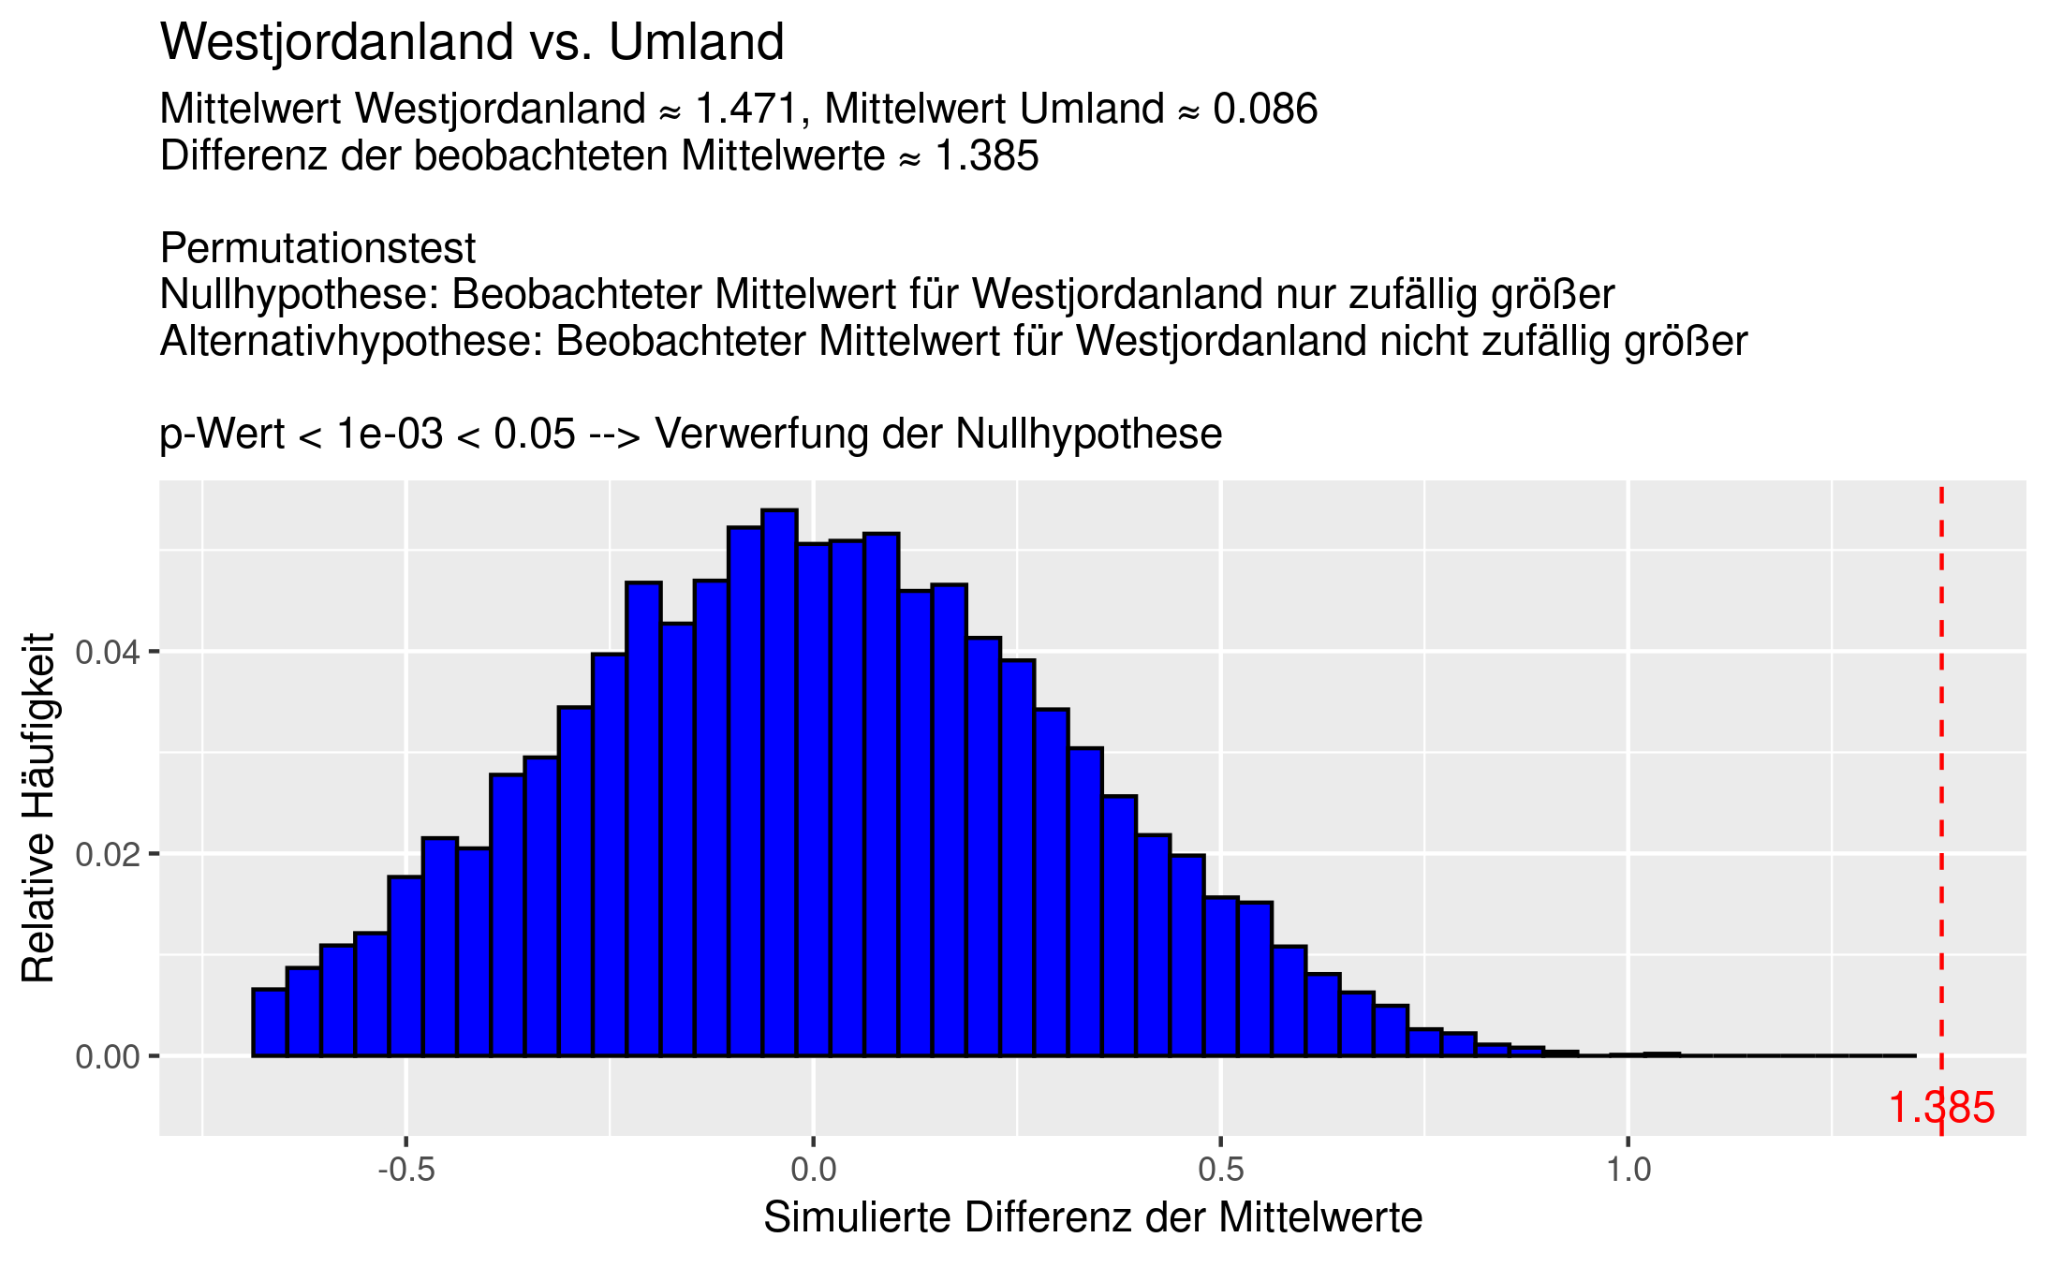 Westjordanland vs. Umland
Mittelwert Westjordanland ≈ 1.471, Mittelwert Umland ≈ 0.086
Differenz der beobachteten Mittelwerte ≈ 1.385
Permutationstest
Nullhypothese: Beobachteter Mittelwert für Westjordanland nur zufällig größer
Alternativhypothese: Beobachteter Mittelwert für Westjordanland nicht zufällig größer
p-Wert < 1e-03 < 0.05 --> Verwerfung der Nullhypothese
Relative Häufigkeit
0.04
0.02
0.00
1.385
-0.5
0.0
0.5
1.0
Simulierte Differenz der Mittelwerte